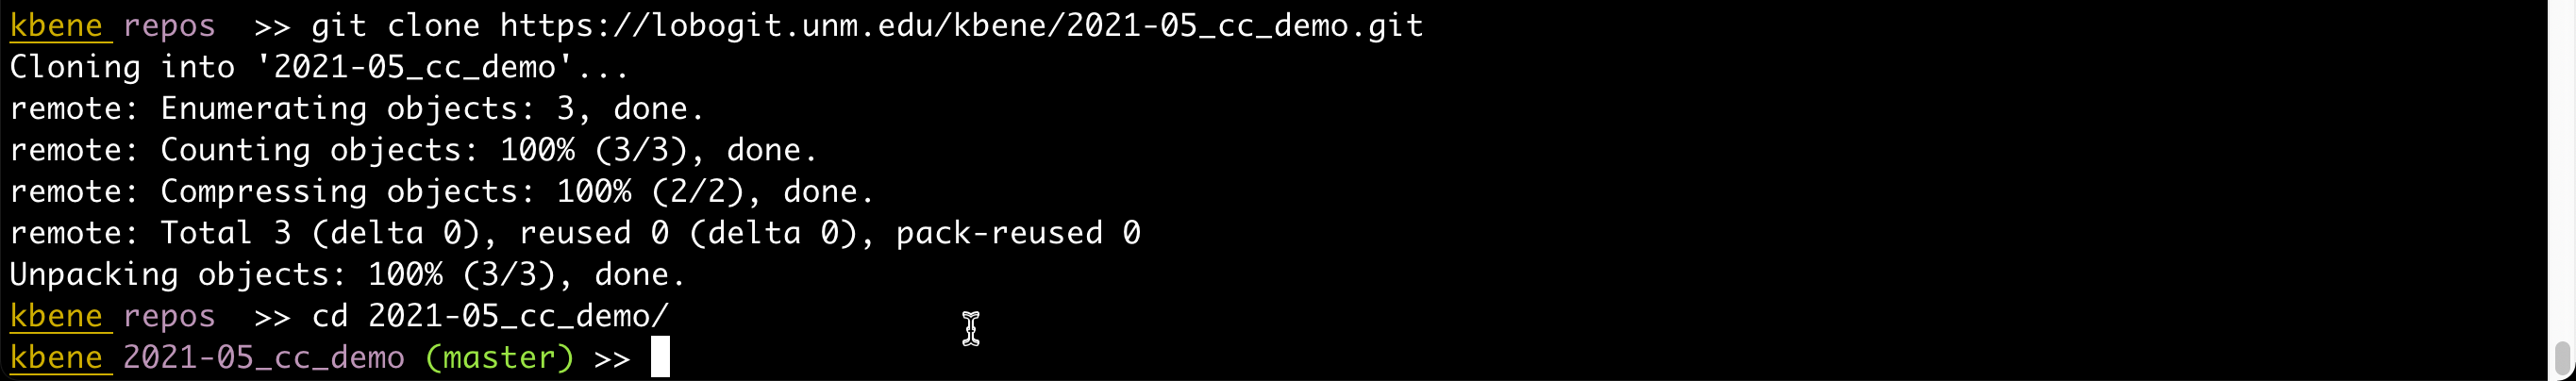 kbene repos  >> git clone https://lobogit.unm.edu/kbene/2021-05_cc_demo.git
Cloning into '2021-05_cc_demo'...
remote: Enumerating objects: 3, done.
remote: Counting objects: 100% (3/3), done.
remote: Compressing objects: 100% (2/2), done.
remote: Total 3 (delta 0), reused 0 (delta 0), pack-reused 0
Unpacking objects: 100% (3/3), done.
kbene repos  >> cd 2021-05_cc_demo/
kbene 2021-05_cc_demo (master) >>